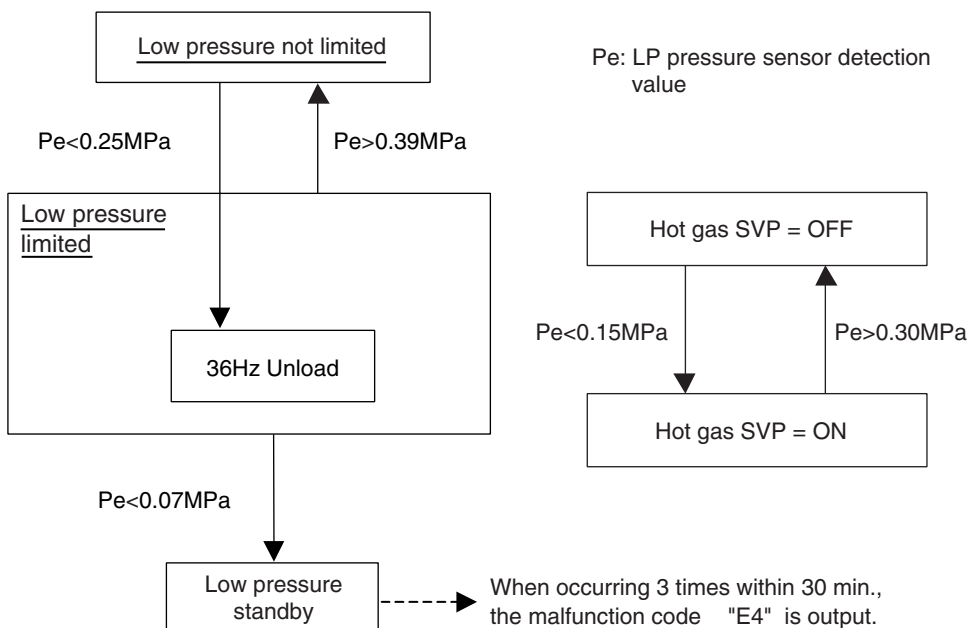 Low pressure not limited
Pe: LP pressure sensor detection
value
Pe<0.25MPa
Pe>0.39MPa
Low pressure
limited
36Hz Unload
Pe<0.07MPa
Low pressure
standby
When occurring 3 times within 30 min.,
the malfunction code "E4" is output.
Hot gas SVP = OFF
Pe<0.15MPa
Pe>0.30MPa
Hot gas SVP = ON